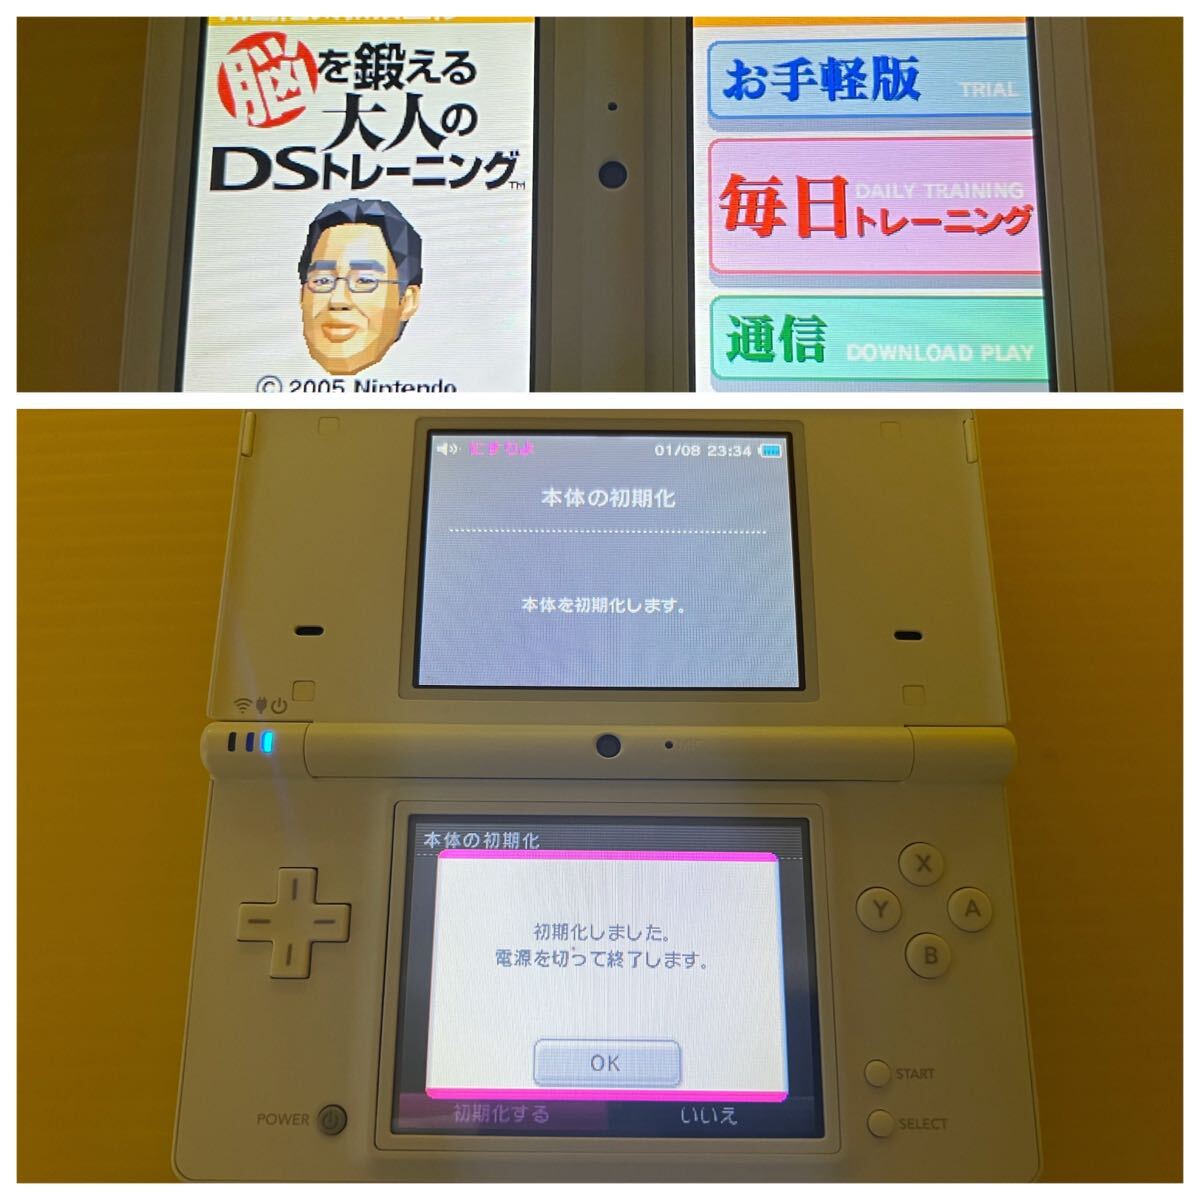 脳を鍛える
大人の
DSトレーニング™
© 2005 Nintendo
お手軽版 TRIAL
毎日 DAILY TRAINING
トレーニング
通信 DOWNLOAD PLAY
01/08 23:34
本体の初期化
本体を初期化します。
本体の初期化
初期化しました。
電源を切って終了します。
OK
初期化する いいえ
POWER
X
Y
A
B
START
SELECT